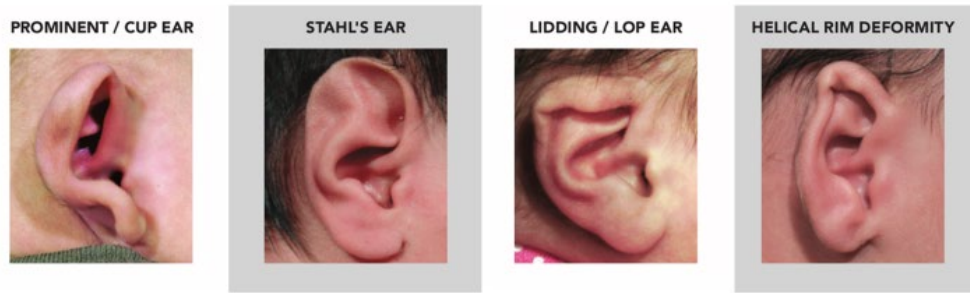 PROMINENT / CUP EAR
STAHL'S EAR
LIDDING / LOP EAR
HELICAL RIM DEFORMITY